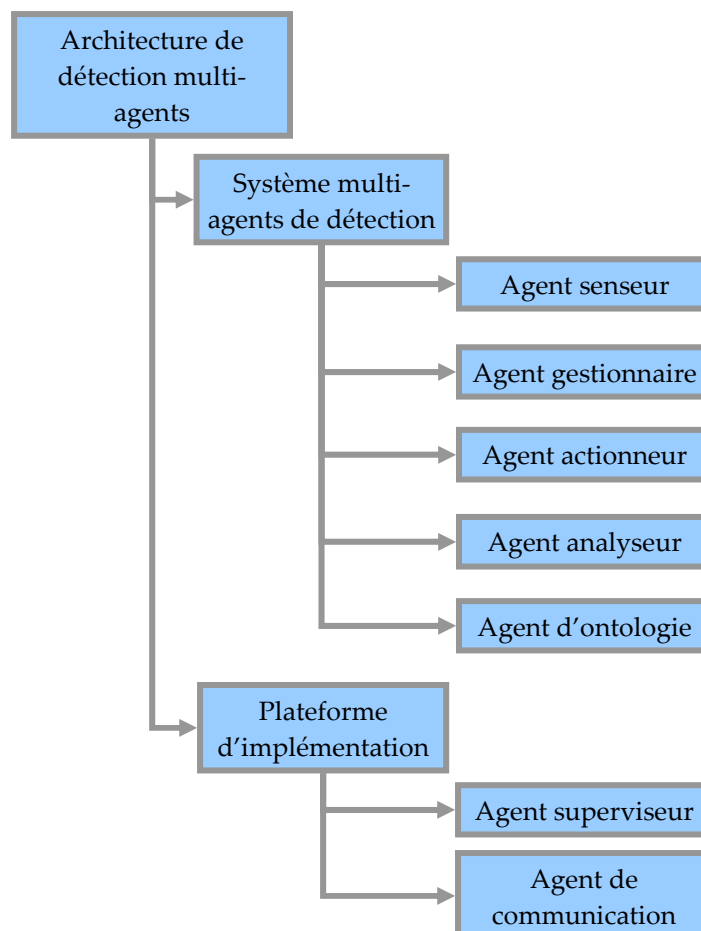 Architecture de
détection multi-
agents
Système multi-
agents de détection
Agent senseur
Agent gestionnaire
Agent actionneur
Agent analyseur
Agent d’ontologie
Plateforme
d’implémentation
Agent superviseur
Agent de
communication